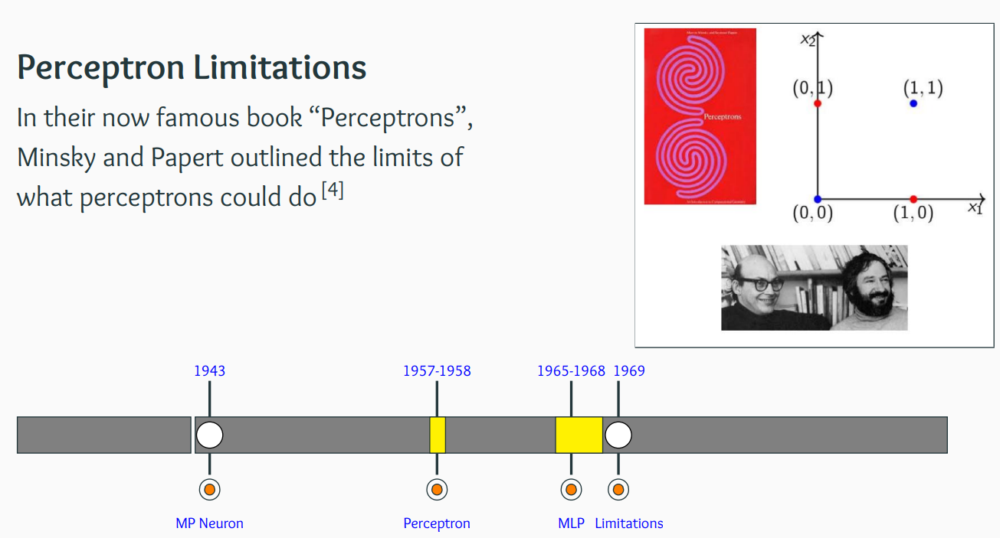 Perceptron Limitations
In their now famous book “Perceptrons”,
Minsky and Papert outlined the limits of
what perceptrons could do [4]
Marvin Minsky and Seymour Papert
Perceptrons
An Introduction to Computational Geometry
x2
(0, 1)
(1, 1)
(0, 0)
(1, 0)
x1
1943
1957-1958
1965-1968
1969
MP Neuron
Perceptron
MLP
Limitations